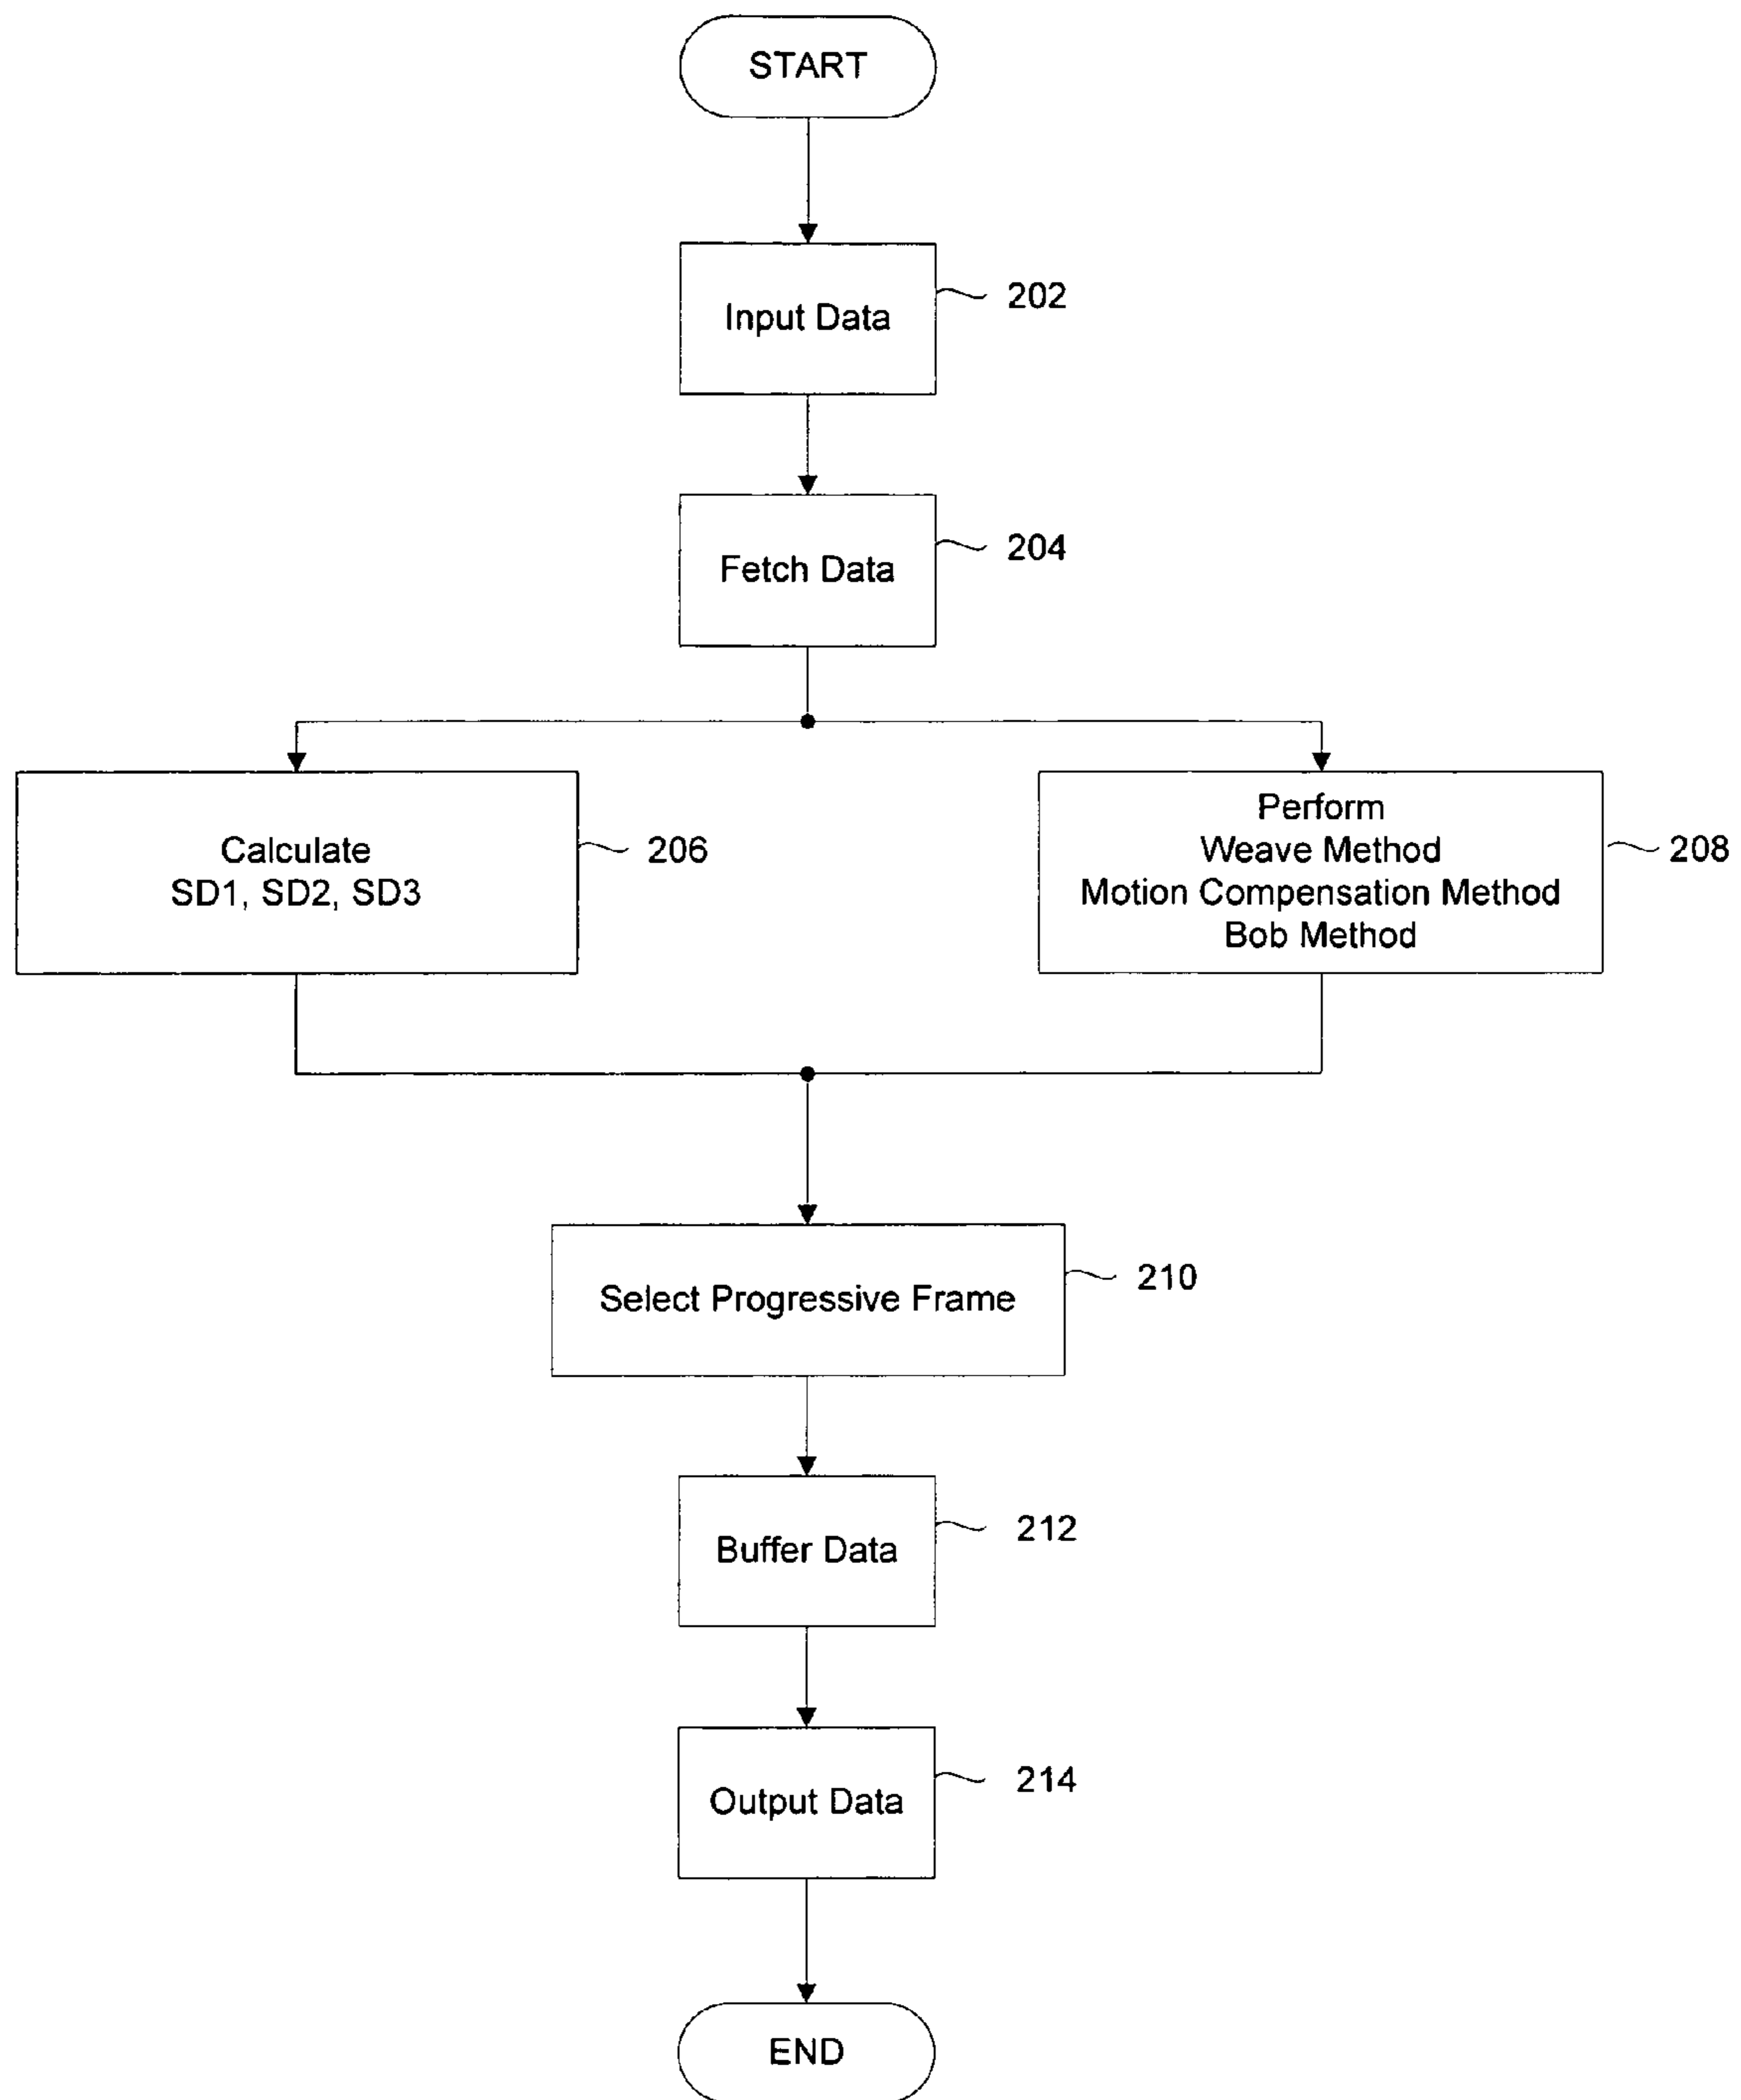 START
Input Data
202
Fetch Data
204
Calculate
SD1, SD2, SD3
206
Perform
Weave Method
Motion Compensation Method
Bob Method
208
Select Progressive Frame
210
Buffer Data
212
Output Data
214
END